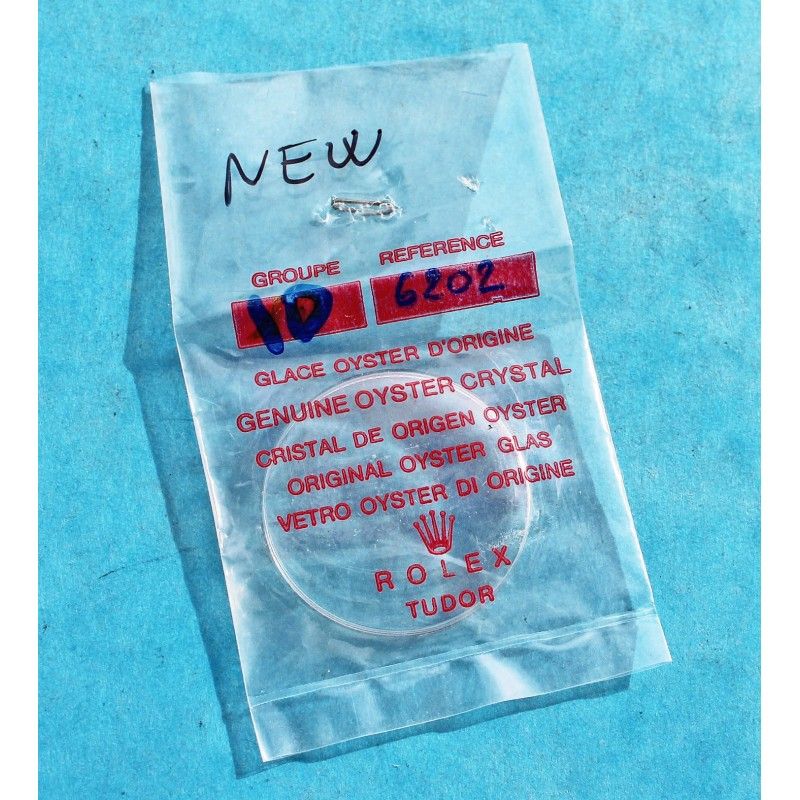 NEW
GROUPE REFERENCE
10 6202
GLACE OYSTER D'ORIGINE
GENUINE OYSTER CRYSTAL
CRISTAL DE ORIGEN OYSTER
ORIGINAL OYSTER GLAS
VETRO OYSTER DI ORIGINE
ROLEX
TUDOR